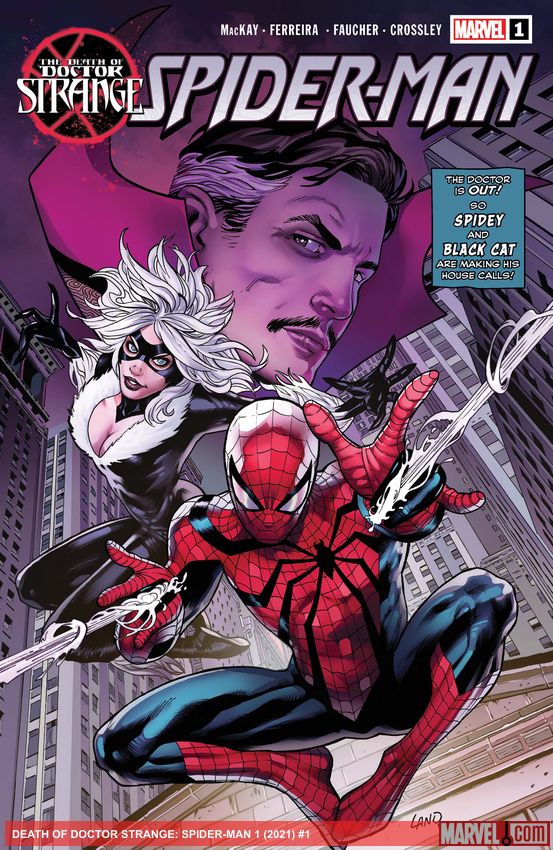 MacKAY · FERREIRA · FAUCHER · CROSSLEY
MARVEL 1
THE DEATH OF
DOCTOR
STRANGE
SPIDER-MAN
THE DOCTOR
IS OUT!
SO
SPIDEY
AND
BLACK CAT
ARE MAKING HIS
HOUSE CALLS!
LAND
DEATH OF DOCTOR STRANGE: SPIDER-MAN 1 (2021) #1
MARVEL.com